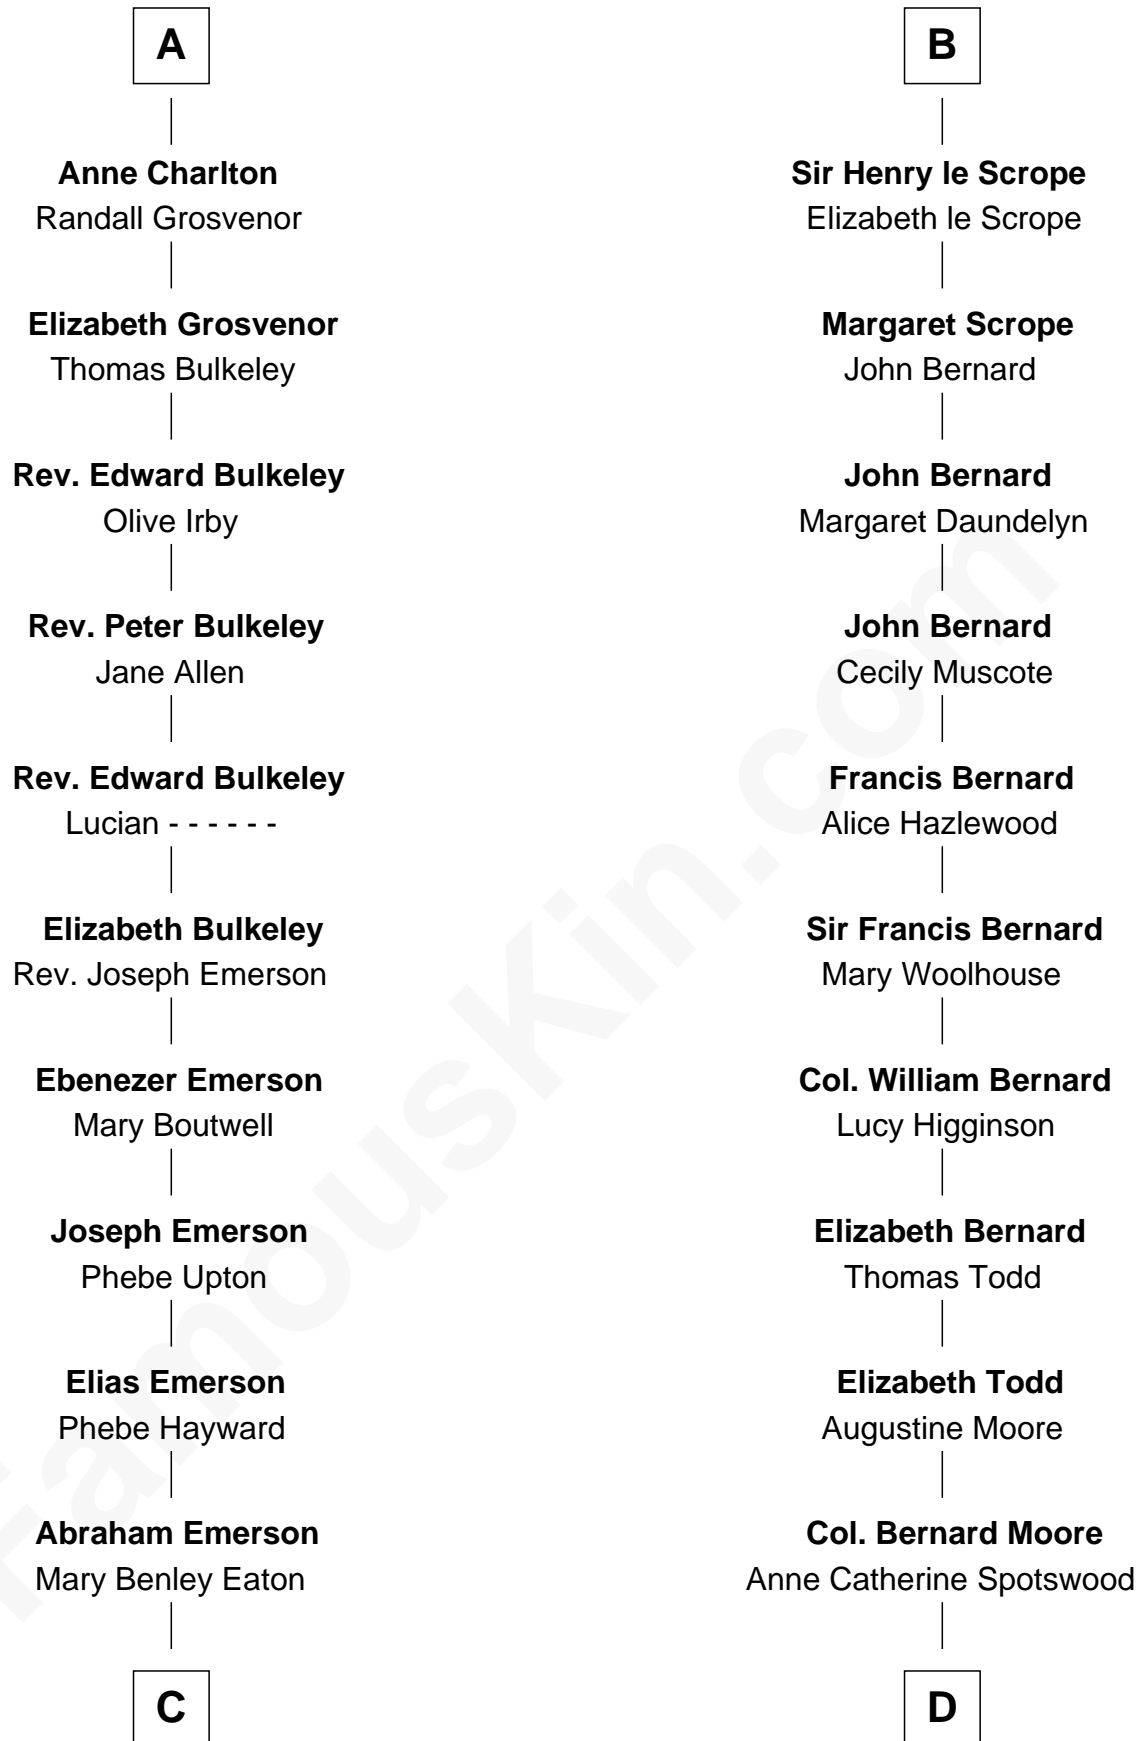 A
Anne Charlton
Randall Grosvenor
Elizabeth Grosvenor
Thomas Bulkeley
Rev. Edward Bulkeley
Olive Irby
Rev. Peter Bulkeley
Jane Allen
Rev. Edward Bulkeley
Lucian - - - - - -
Elizabeth Bulkeley
Rev. Joseph Emerson
Ebenezer Emerson
Mary Boutwell
Joseph Emerson
Phebe Upton
Elias Emerson
Phebe Hayward
Abraham Emerson
Mary Benley Eaton
C
B
Sir Henry le Scrope
Elizabeth le Scrope
Margaret Scrope
John Bernard
John Bernard
Margaret Daundelyn
John Bernard
Cecily Muscote
Francis Bernard
Alice Hazlewood
Sir Francis Bernard
Mary Woolhouse
Col. William Bernard
Lucy Higginson
Elizabeth Bernard
Thomas Todd
Elizabeth Todd
Augustine Moore
Col. Bernard Moore
Anne Catherine Spotswood
D
FamousKin.com